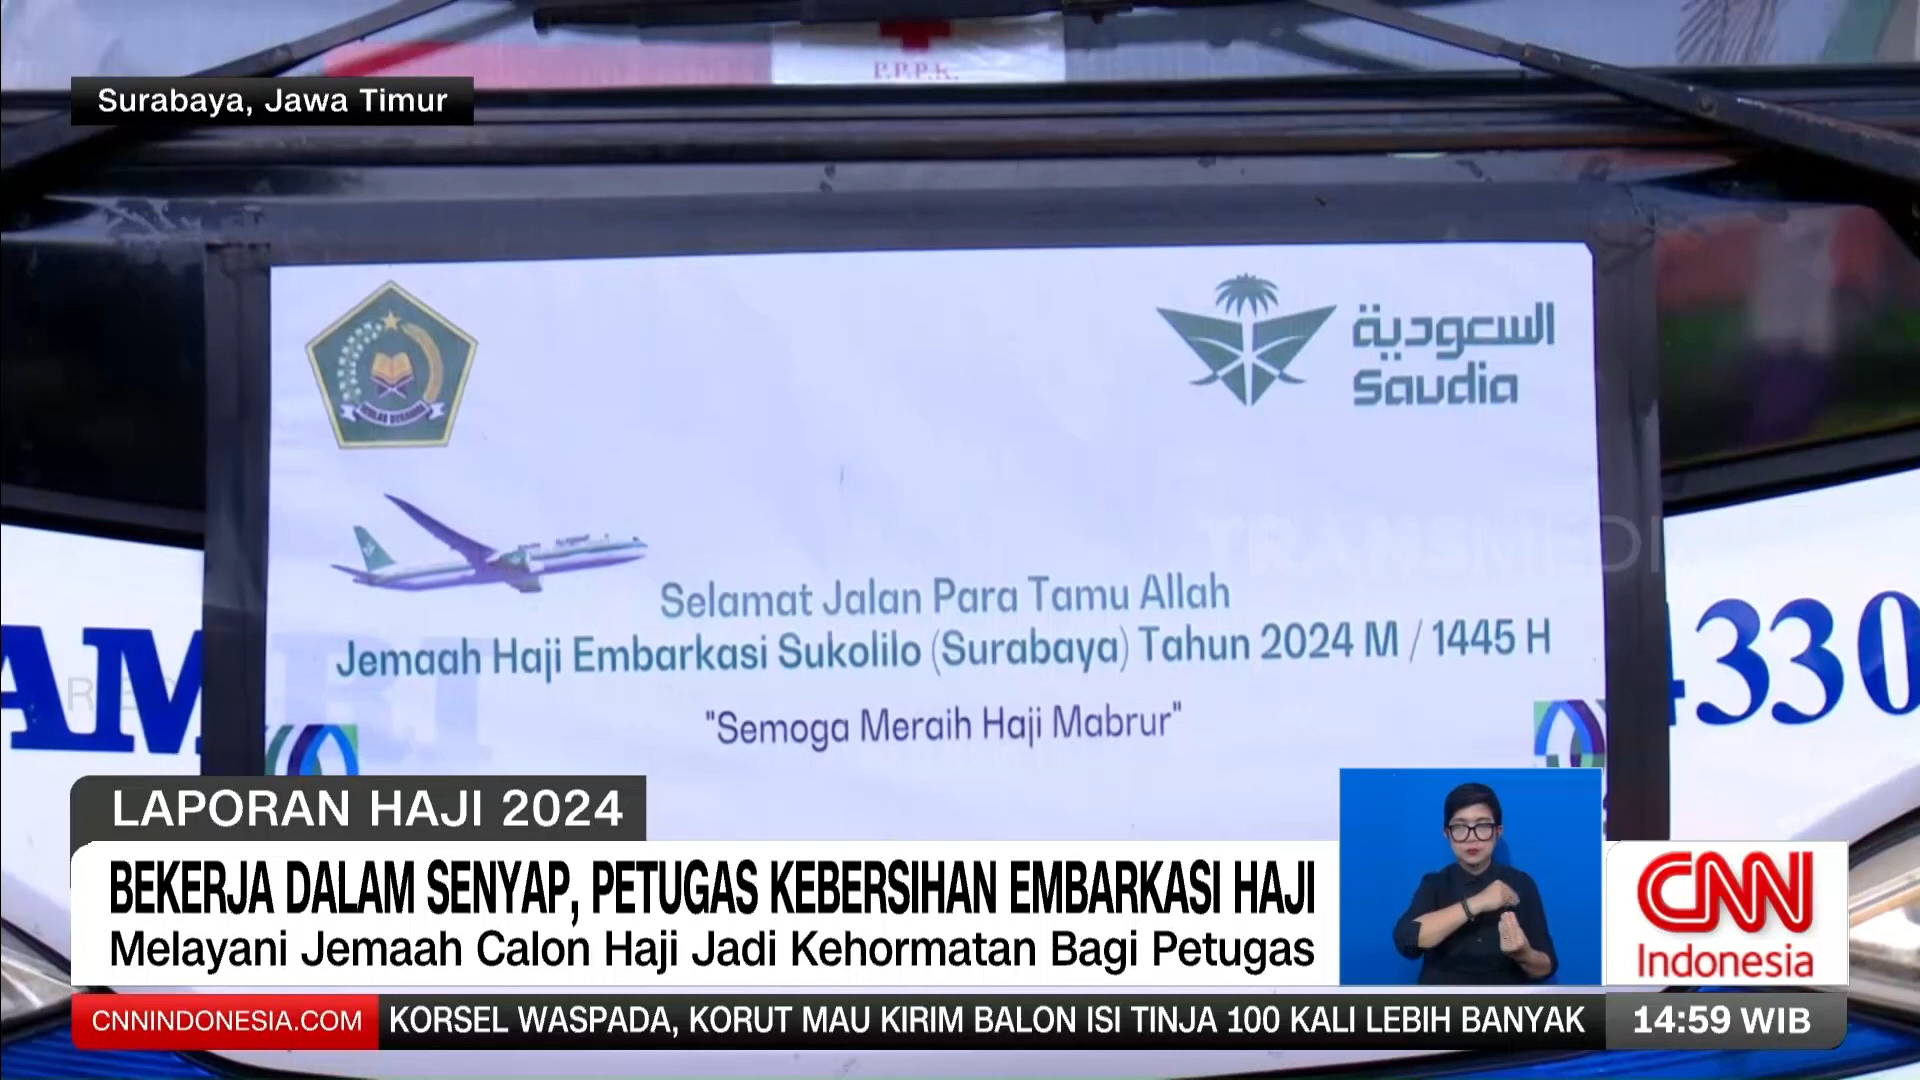 P.P.P.K.
Surabaya, Jawa Timur
السعودية
Saudia
Selamat Jalan Para Tamu Allah
Jemaah Haji Embarkasi Sukolilo (Surabaya) Tahun 2024 M / 1445 H
"Semoga Meraih Haji Mabrur"
AM
4330
LAPORAN HAJI 2024
BEKERJA DALAM SENYAP, PETUGAS KEBERSIHAN EMBARKASI HAJI
Melayani Jemaah Calon Haji Jadi Kehormatan Bagi Petugas
CNN
Indonesia
CNNINDONESIA.COM
KORSEL WASPADA, KORUT MAU KIRIM BALON ISI TINJA 100 KALI LEBIH BANYAK
14:59 WIB